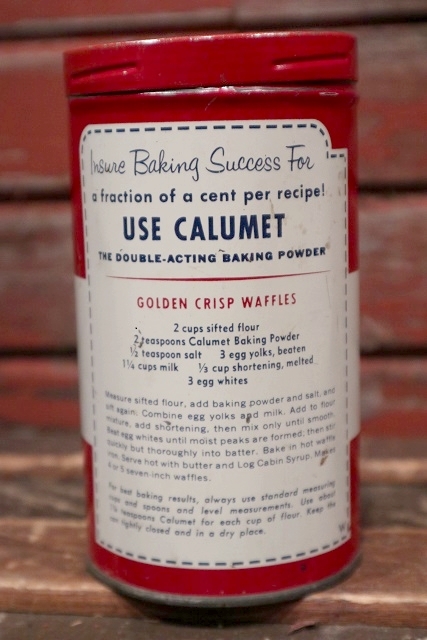 Insure Baking Success For
a fraction of a cent per recipe!
USE CALUMET
THE DOUBLE-ACTING BAKING POWDER
GOLDEN CRISP WAFFLES
2 cups sifted flour
2 teaspoons Calumet Baking Powder
½ teaspoon salt 3 egg yolks, beaten
1¼ cups milk ⅓ cup shortening, melted
3 egg whites
Measure sifted flour, add baking powder and salt, and
sift again. Combine egg yolks and milk. Add to flour
mixture, add shortening, then mix only until smooth.
Beat egg whites until moist peaks are formed, then stir
quickly but thoroughly into batter. Bake in hot waffle
iron. Serve hot with butter and Log Cabin Syrup. Makes
4 or 5 seven-inch waffles.
For best baking results, always use standard measuring
cups and spoons and level measurements. Use about
teaspoons Calumet for each cup of flour. Keep the
can tightly closed and in a dry place.